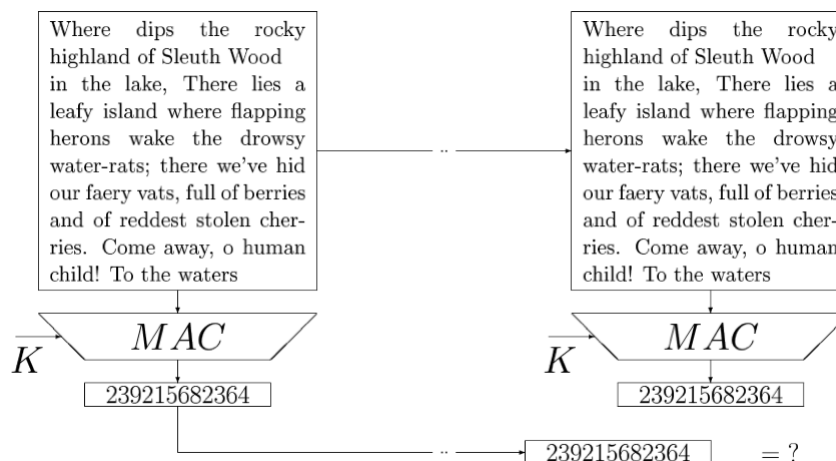 Where dips the rocky
highland of Sleuth Wood
in the lake, There lies a
leafy island where flapping
herons wake the drowsy
water-rats; there we've hid
our faery vats, full of berries
and of reddest stolen cher-
ries. Come away, o human
child! To the waters
Where dips the rocky
highland of Sleuth Wood
in the lake, There lies a
leafy island where flapping
herons wake the drowsy
water-rats; there we've hid
our faery vats, full of berries
and of reddest stolen cher-
ries. Come away, o human
child! To the waters
..
MAC
K
239215682364
MAC
K
239215682364
..
239215682364
= ?